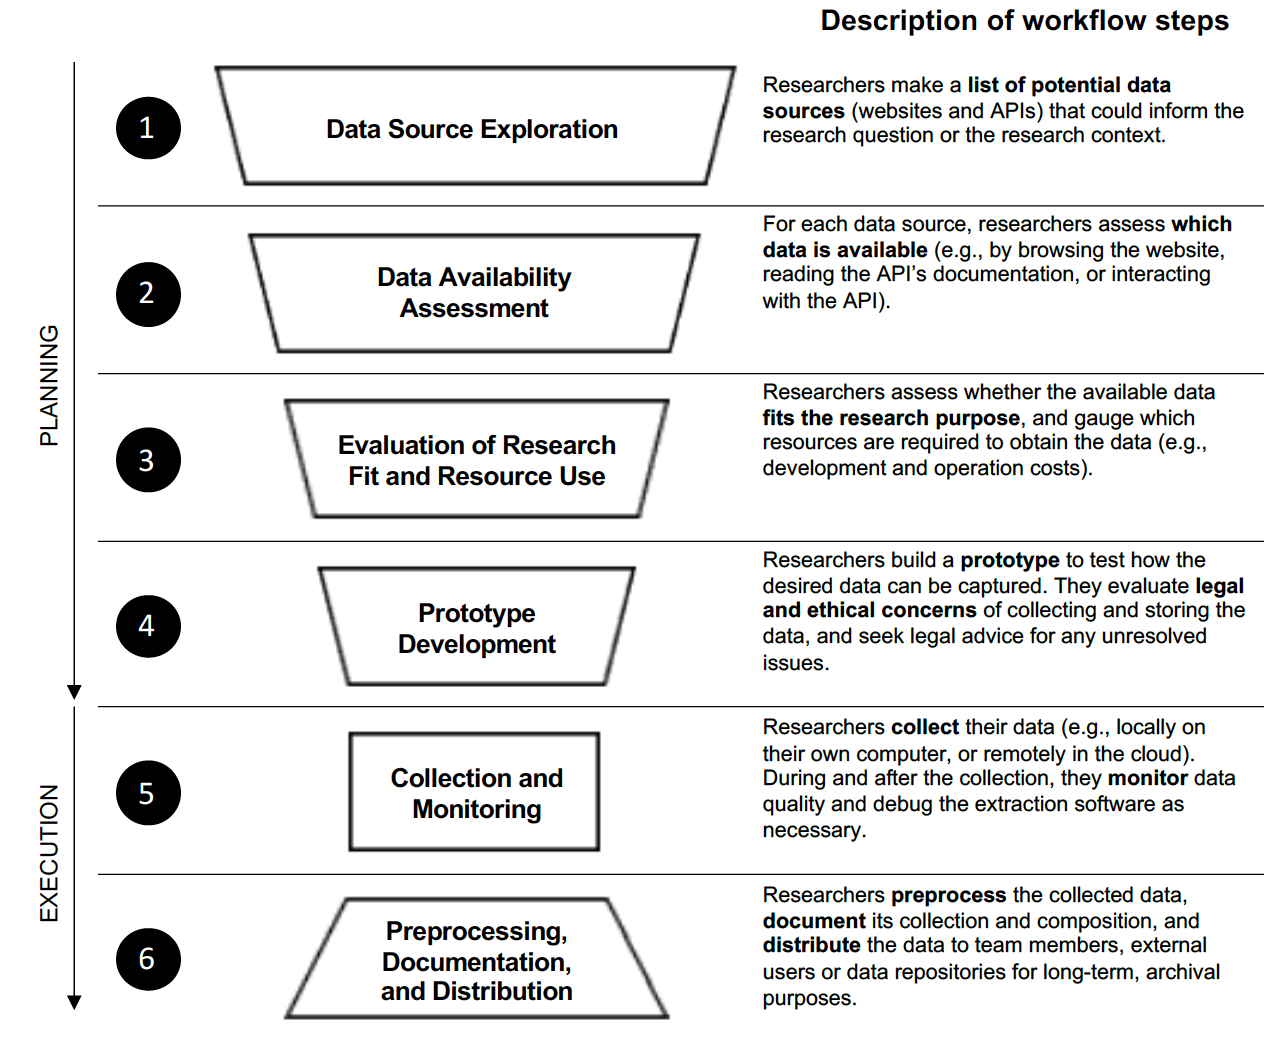 Description of workflow steps
PLANNING
1
Data Source Exploration
Researchers make a list of potential data
sources (websites and APIs) that could inform the
research question or the research context.
2
Data Availability
Assessment
For each data source, researchers assess which
data is available (e.g., by browsing the website,
reading the API’s documentation, or interacting
with the API).
3
Evaluation of Research
Fit and Resource Use
Researchers assess whether the available data
fits the research purpose, and gauge which
resources are required to obtain the data (e.g.,
development and operation costs).
4
Prototype
Development
Researchers build a prototype to test how the
desired data can be captured. They evaluate legal
and ethical concerns of collecting and storing the
data, and seek legal advice for any unresolved
issues.
EXECUTION
5
Collection and
Monitoring
Researchers collect their data (e.g., locally on
their own computer, or remotely in the cloud).
During and after the collection, they monitor data
quality and debug the extraction software as
necessary.
6
Preprocessing,
Documentation,
and Distribution
Researchers preprocess the collected data,
document its collection and composition, and
distribute the data to team members, external
users or data repositories for long-term, archival
purposes.